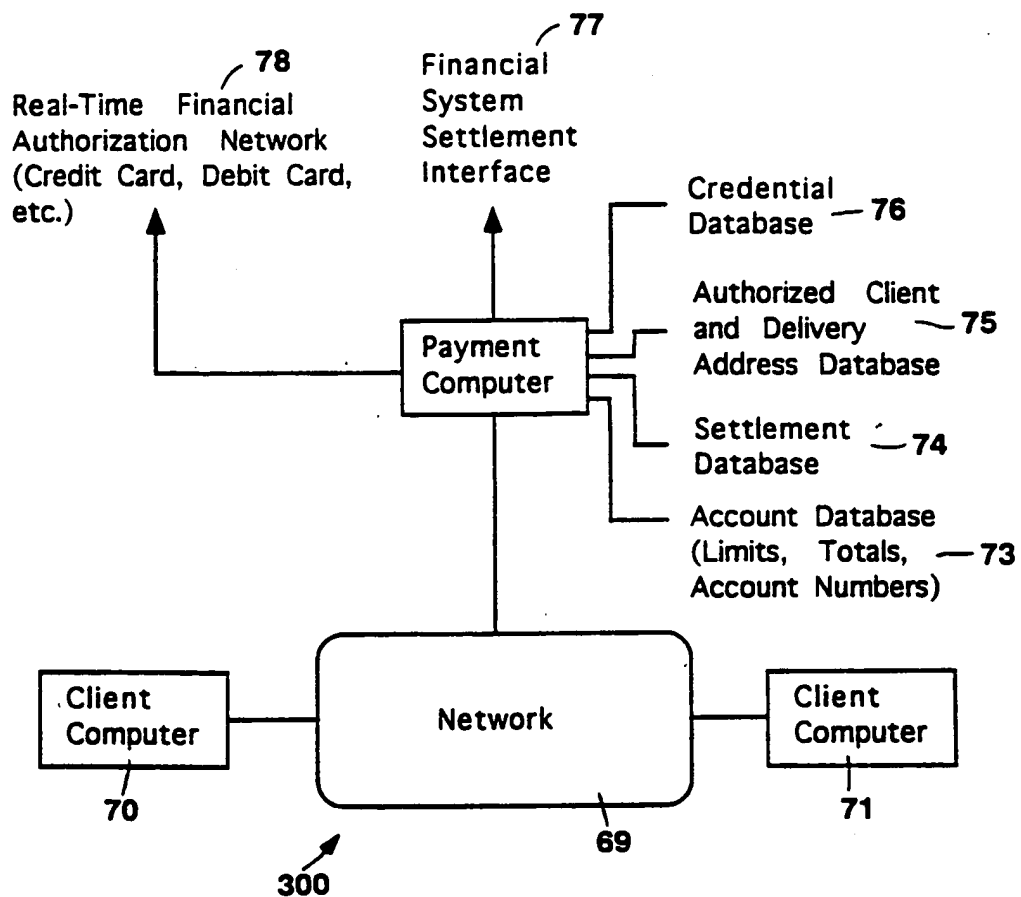 77
78
Financial
System
Settlement
Interface
Real-Time Financial
Authorization Network
(Credit Card, Debit Card,
etc.)
Credential
Database
76
Authorized Client
and Delivery
Address Database
75
Payment
Computer
Settlement
Database
74
Account Database
(Limits, Totals,
Account Numbers)
73
Client
Computer
70
Network
69
Client
Computer
71
300